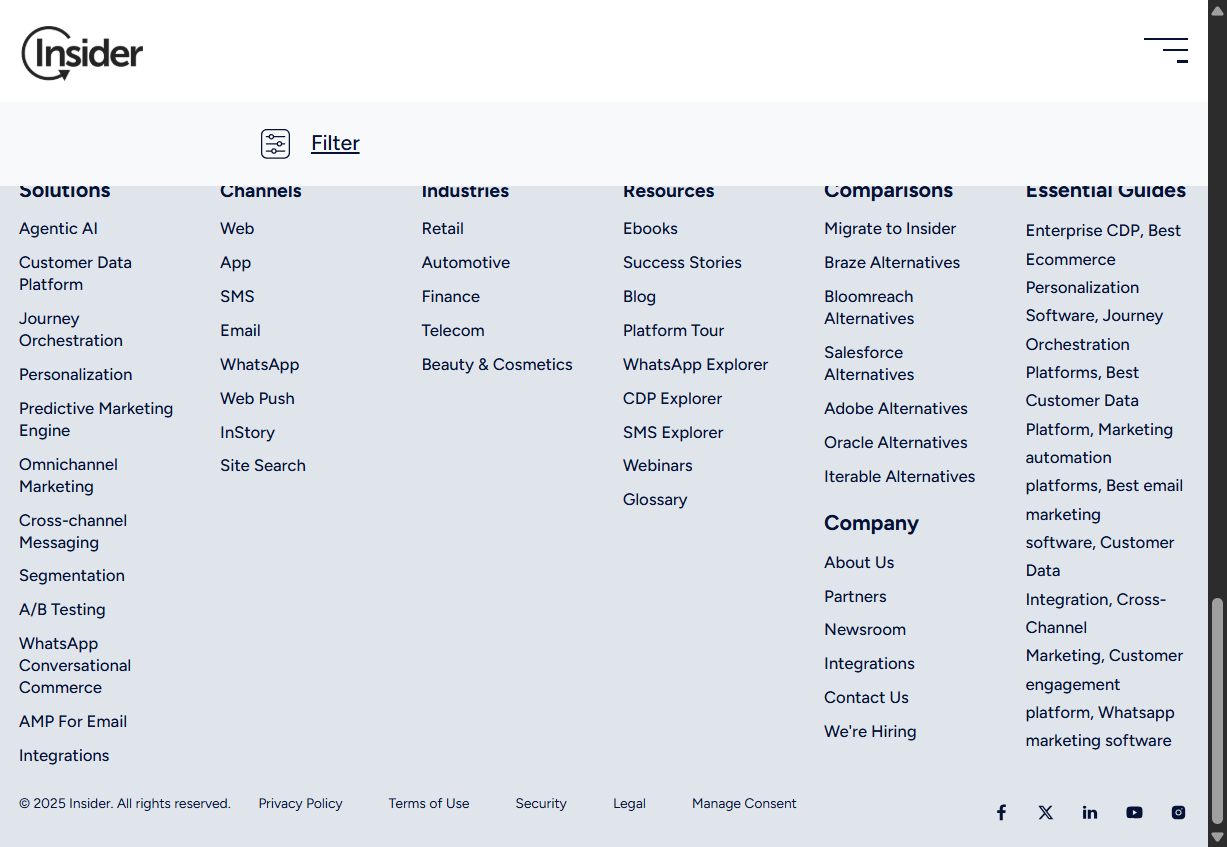 Insider
Filter
Solutions
Agentic AI
Customer Data
Platform
Journey
Orchestration
Personalization
Predictive Marketing
Engine
Omnichannel
Marketing
Cross-channel
Messaging
Segmentation
A/B Testing
WhatsApp
Conversational
Commerce
AMP For Email
Integrations
Channels
Web
App
SMS
Email
WhatsApp
Web Push
InStory
Site Search
Industries
Retail
Automotive
Finance
Telecom
Beauty & Cosmetics
Resources
Ebooks
Success Stories
Blog
Platform Tour
WhatsApp Explorer
CDP Explorer
SMS Explorer
Webinars
Glossary
Comparisons
Migrate to Insider
Braze Alternatives
Bloomreach
Alternatives
Salesforce
Alternatives
Adobe Alternatives
Oracle Alternatives
Iterable Alternatives
Company
About Us
Partners
Newsroom
Integrations
Contact Us
We're Hiring
Essential Guides
Enterprise CDP, Best
Ecommerce
Personalization
Software, Journey
Orchestration
Platforms, Best
Customer Data
Platform, Marketing
automation
platforms, Best email
marketing
software, Customer
Data
Integration, Cross-
Channel
Marketing, Customer
engagement
platform, Whatsapp
marketing software
© 2025 Insider. All rights reserved.
Privacy Policy
Terms of Use
Security
Legal
Manage Consent